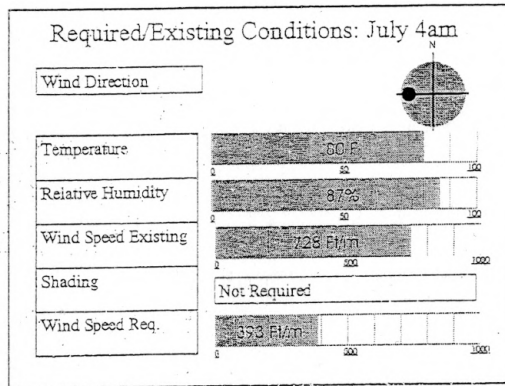 Required/Existing Conditions: July 4am
N
Wind Direction
Temperature
80 F
0 50 100
Relative Humidity
87%
0 50 100
Wind Speed Existing
728 Ft/m
0 500 1000
Shading
Not Required
Wind Speed Req.
393 Ft/m
0 500 1000